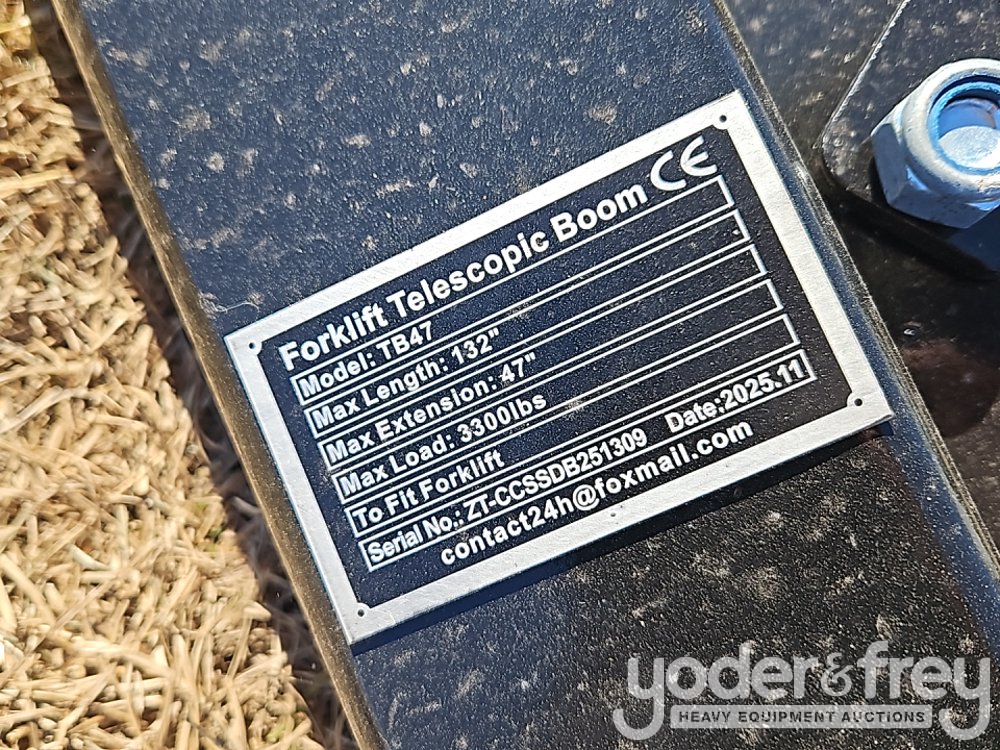 Forklift Telescopic Boom CE
Model: TB47
Max Length: 132"
Max Extension: 47"
Max Load: 3300lbs
To Fit Forklift
Serial No.: ZT-CCSSDB251309 Date:2025.11
contact24h@foxmail.com
yoder&frey
HEAVY EQUIPMENT AUCTIONS